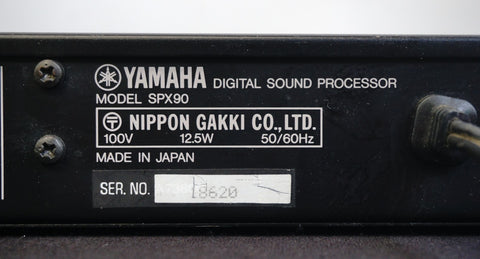 YAMAHA DIGITAL SOUND PROCESSOR
MODEL SPX90
NIPPON GAKKI CO., LTD.
100V 12.5W 50/60Hz
MADE IN JAPAN
SER. NO. 18620